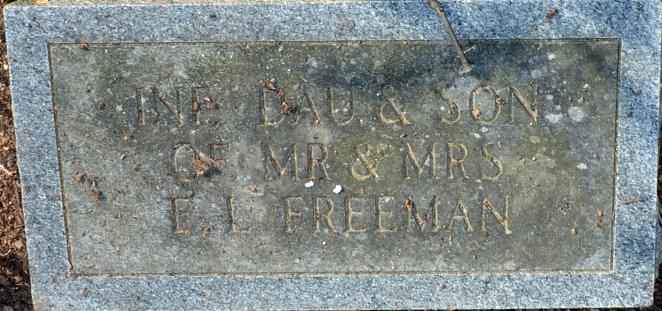 INF. DAU. & SON
OF MR & MRS
E. L. FREEMAN